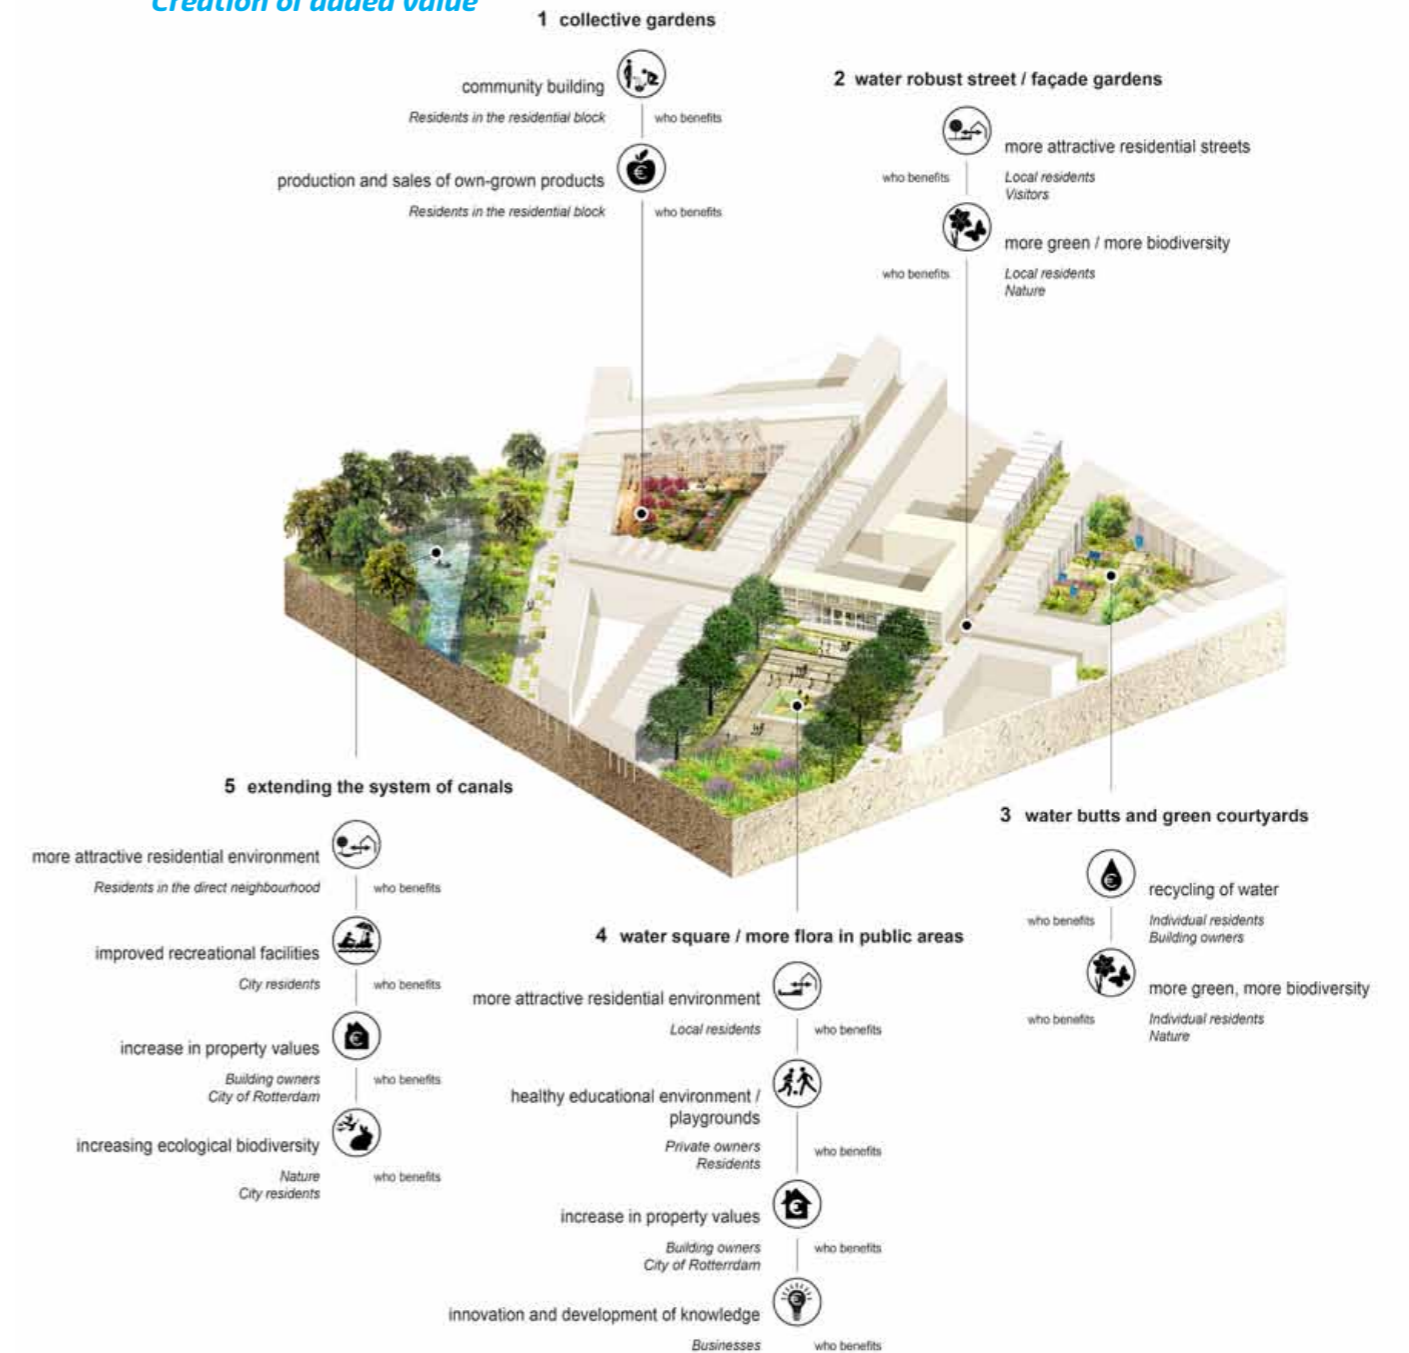 Creation of added value
1 collective gardens
community building
Residents in the residential block
who benefits
production and sales of own-grown products
Residents in the residential block
who benefits
2 water robust street / façade gardens
more attractive residential streets
who benefits
Local residents
Visitors
more green / more biodiversity
who benefits
Local residents
Nature
5 extending the system of canals
more attractive residential environment
Residents in the direct neighbourhood
who benefits
improved recreational facilities
City residents
who benefits
increase in property values
Building owners
City of Rotterdam
who benefits
increasing ecological biodiversity
Nature
City residents
who benefits
4 water square / more flora in public areas
more attractive residential environment
Local residents
who benefits
healthy educational environment /
playgrounds
Private owners
Residents
who benefits
increase in property values
Building owners
City of Rotterrdam
who benefits
innovation and development of knowledge
Businesses
who benefits
3 water butts and green courtyards
recycling of water
who benefits
Individual residents
Building owners
more green, more biodiversity
who benefits
Individual residents
Nature